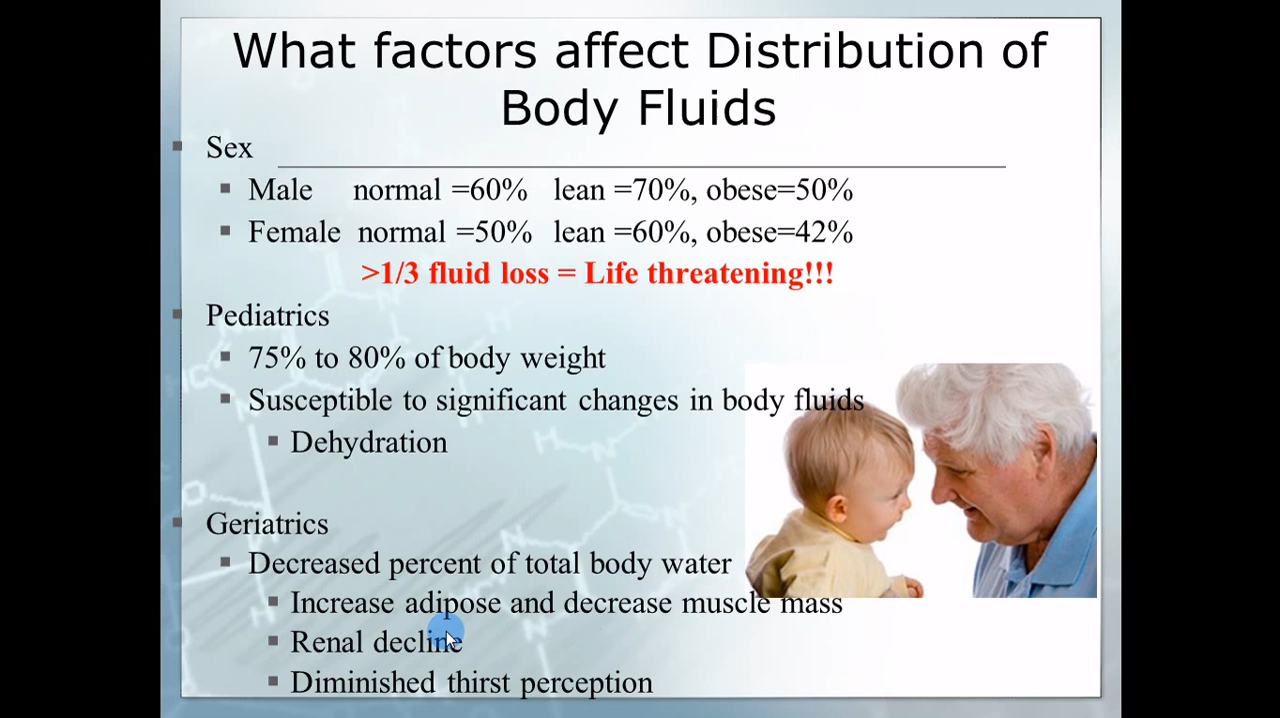 What factors affect Distribution of
Body Fluids
Sex
Male normal =60% lean =70%, obese=50%
Female normal =50% lean =60%, obese=42%
>1/3 fluid loss = Life threatening!!!
Pediatrics
75% to 80% of body weight
Susceptible to significant changes in body fluids
Dehydration
Geriatrics
Decreased percent of total body water
Increase adipose and decrease muscle mass
Renal decline
Diminished thirst perception